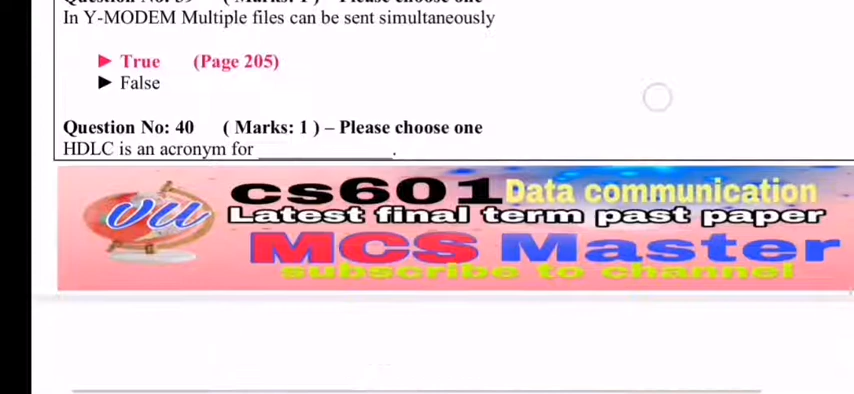 In Y-MODEM Multiple files can be sent simultaneously
► True (Page 205)
► False
Question No: 40 ( Marks: 1 ) – Please choose one
HDLC is an acronym for ______________.
vu
cs601 Data communication
Latest final term past paper
MCS Master
subscribe to channel